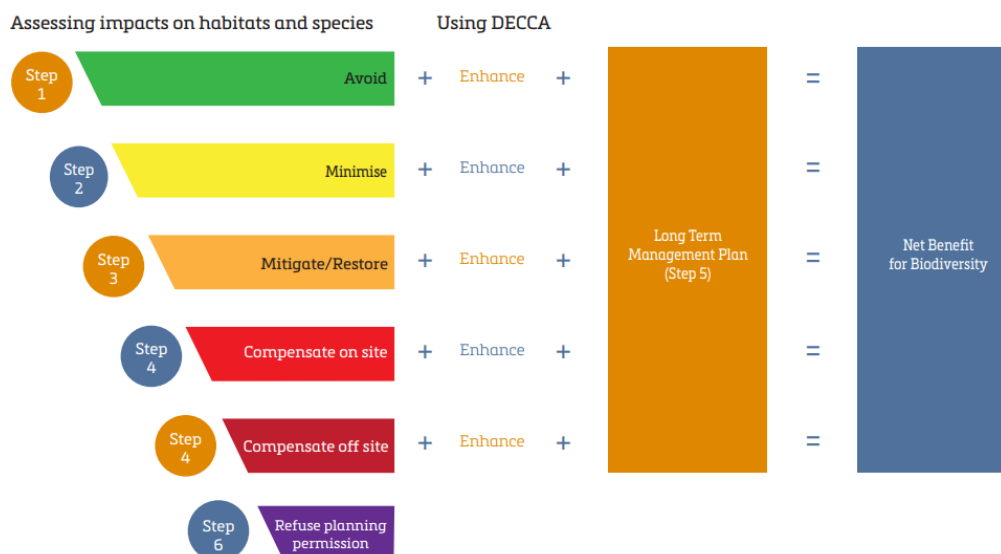 Assessing impacts on habitats and species
Using DECCA
Step
1
Avoid
+ Enhance + =
Step
2
Minimise
+ Enhance + =
Step
3
Mitigate/Restore
+ Enhance + =
Long Term
Management Plan
(Step 5)
Net Benefit
for Biodiversity
Step
4
Compensate on site
+ Enhance + =
Step
4
Compensate off site
+ Enhance + =
Step
6
Refuse planning
permission